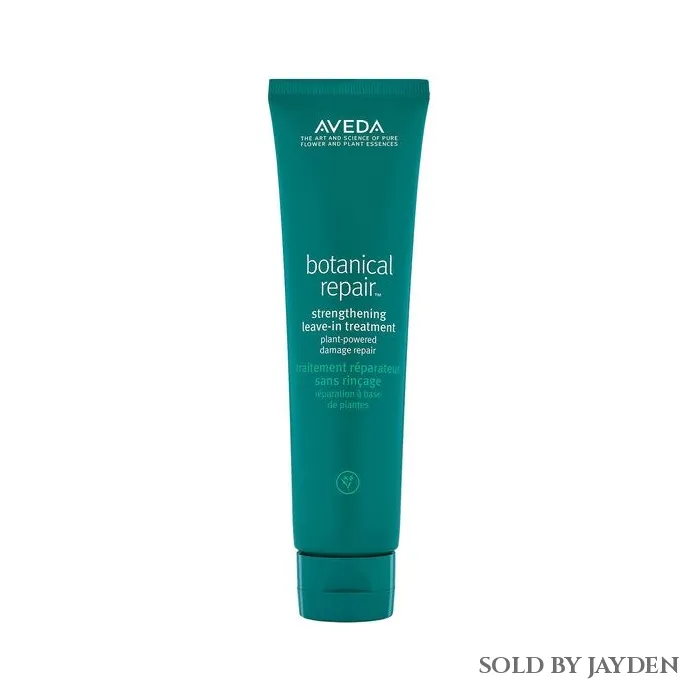 AVEDA
THE ART AND SCIENCE OF PURE
FLOWER AND PLANT ESSENCES
botanical
repair™
strengthening
leave-in treatment
plant-powered
damage repair
traitement réparateur
sans rinçage
réparation à base
de plantes
SOLD BY JAYDEN